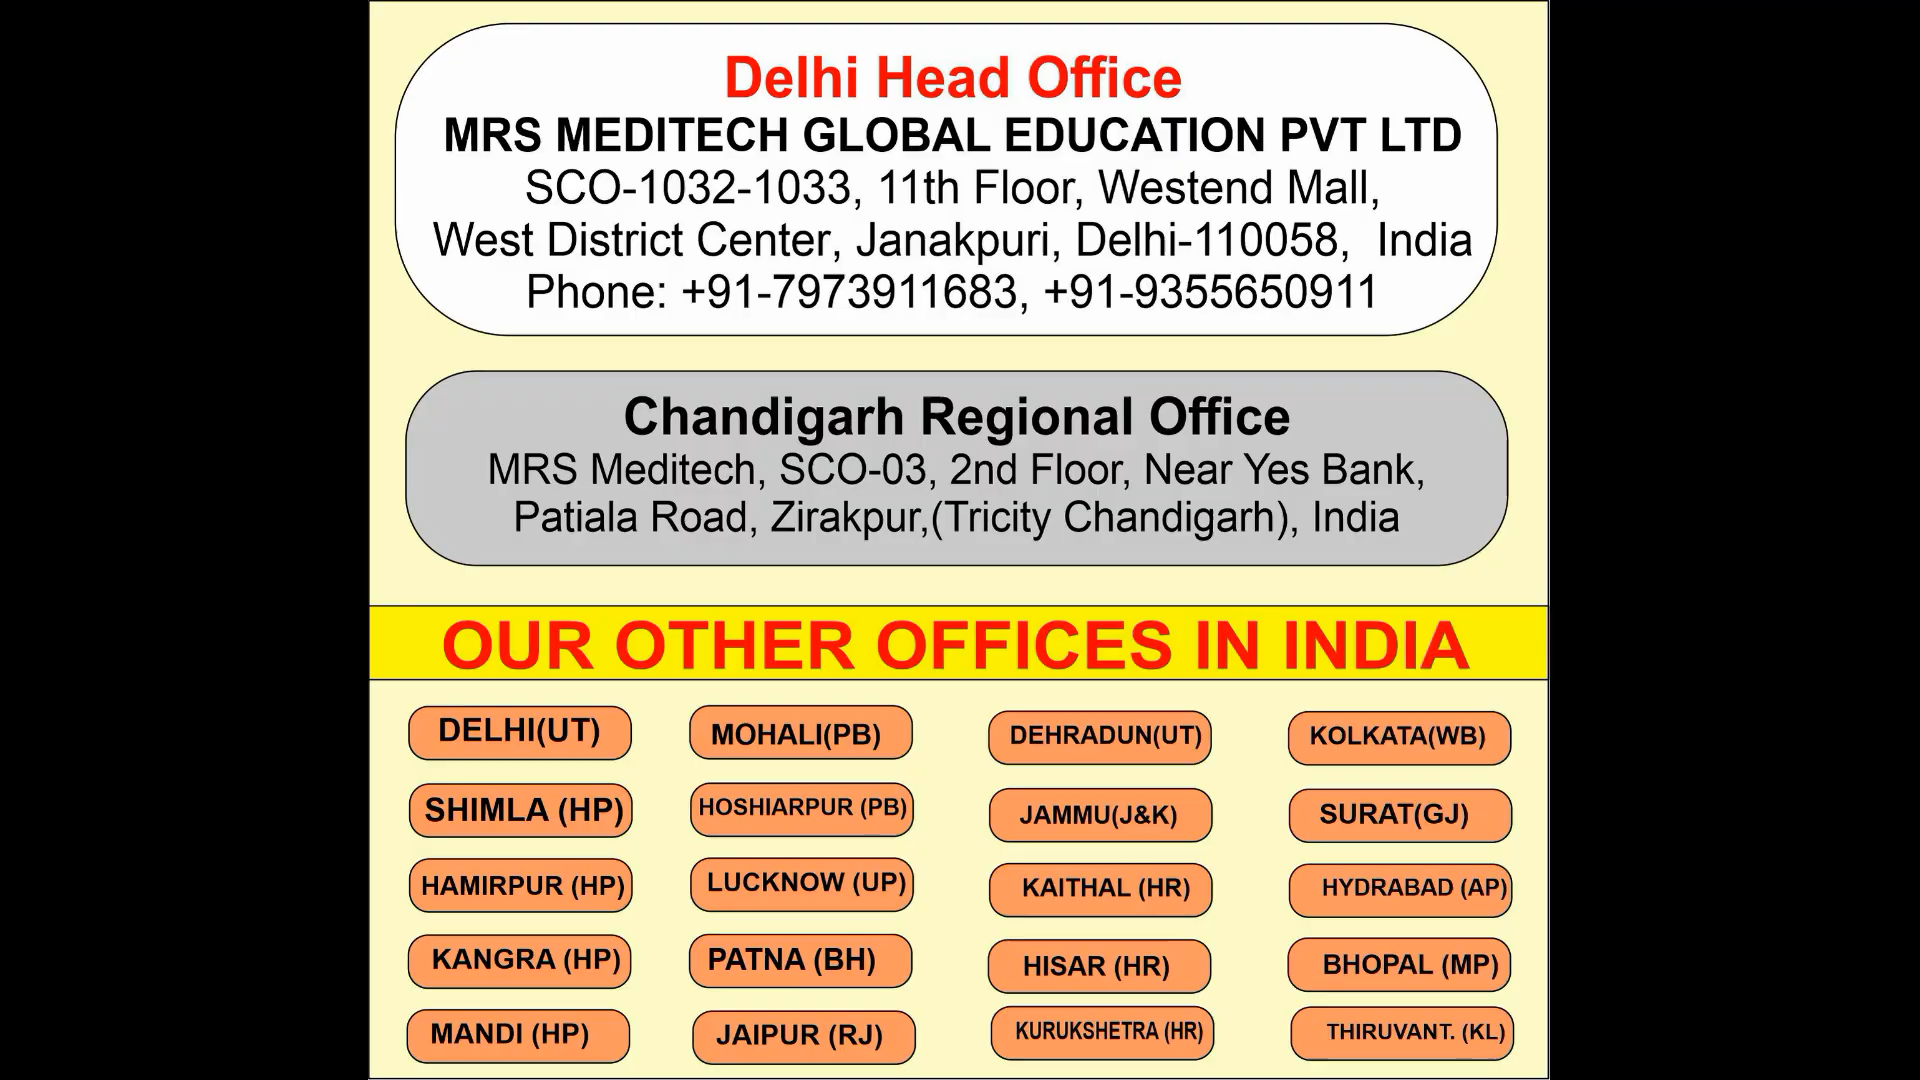 Delhi Head Office
MRS MEDITECH GLOBAL EDUCATION PVT LTD
SCO-1032-1033, 11th Floor, Westend Mall,
West District Center, Janakpuri, Delhi-110058, India
Phone: +91-7973911683, +91-9355650911
Chandigarh Regional Office
MRS Meditech, SCO-03, 2nd Floor, Near Yes Bank,
Patiala Road, Zirakpur,(Tricity Chandigarh), India
OUR OTHER OFFICES IN INDIA
DELHI(UT) MOHALI(PB) DEHRADUN(UT) KOLKATA(WB)
SHIMLA (HP) HOSHIARPUR (PB) JAMMU(J&K) SURAT(GJ)
HAMIRPUR (HP) LUCKNOW (UP) KAITHAL (HR) HYDRABAD (AP)
KANGRA (HP) PATNA (BH) HISAR (HR) BHOPAL (MP)
MANDI (HP) JAIPUR (RJ) KURUKSHETRA (HR) THIRUVANT. (KL)